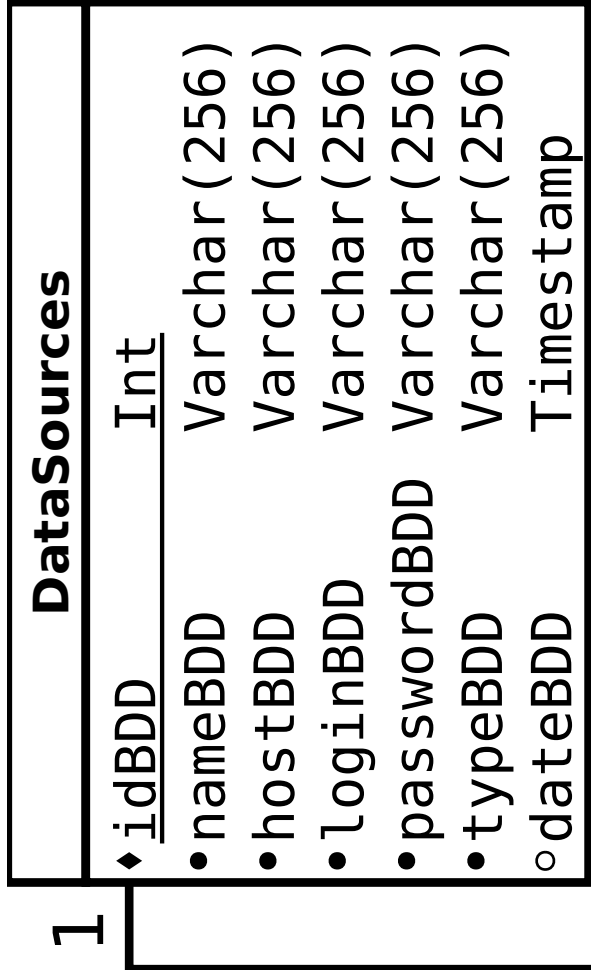 DataSources
idBDD Int
nameBDD Varchar(256)
hostBDD Varchar(256)
loginBDD Varchar(256)
passwordBDD Varchar(256)
typeBDD Varchar(256)
dateBDD Timestamp
1